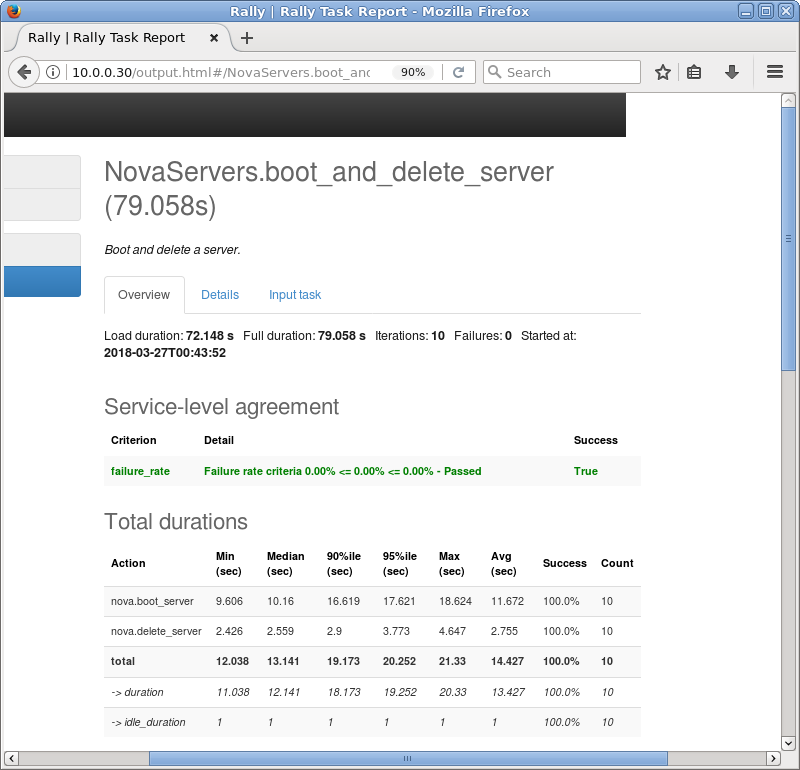 Rally | Rally Task Report - Mozilla Firefox
Rally | Rally Task Report
10.0.0.30/output.html#/NovaServers.boot_and
90%
Search
NovaServers.boot_and_delete_server
(79.058s)
Boot and delete a server.
Overview Details Input task
Load duration: 72.148 s Full duration: 79.058 s Iterations: 10 Failures: 0 Started at:
2018-03-27T00:43:52
Service-level agreement
Criterion Detail Success
failure_rate Failure rate criteria 0.00% <= 0.00% <= 0.00% - Passed True
Total durations
Action Min (sec) Median (sec) 90%ile (sec) 95%ile (sec) Max (sec) Avg (sec) Success Count
nova.boot_server 9.606 10.16 16.619 17.621 18.624 11.672 100.0% 10
nova.delete_server 2.426 2.559 2.9 3.773 4.647 2.755 100.0% 10
total 12.038 13.141 19.173 20.252 21.33 14.427 100.0% 10
-> duration 11.038 12.141 18.173 19.252 20.33 13.427 100.0% 10
-> idle_duration 1 1 1 1 1 1 100.0% 10